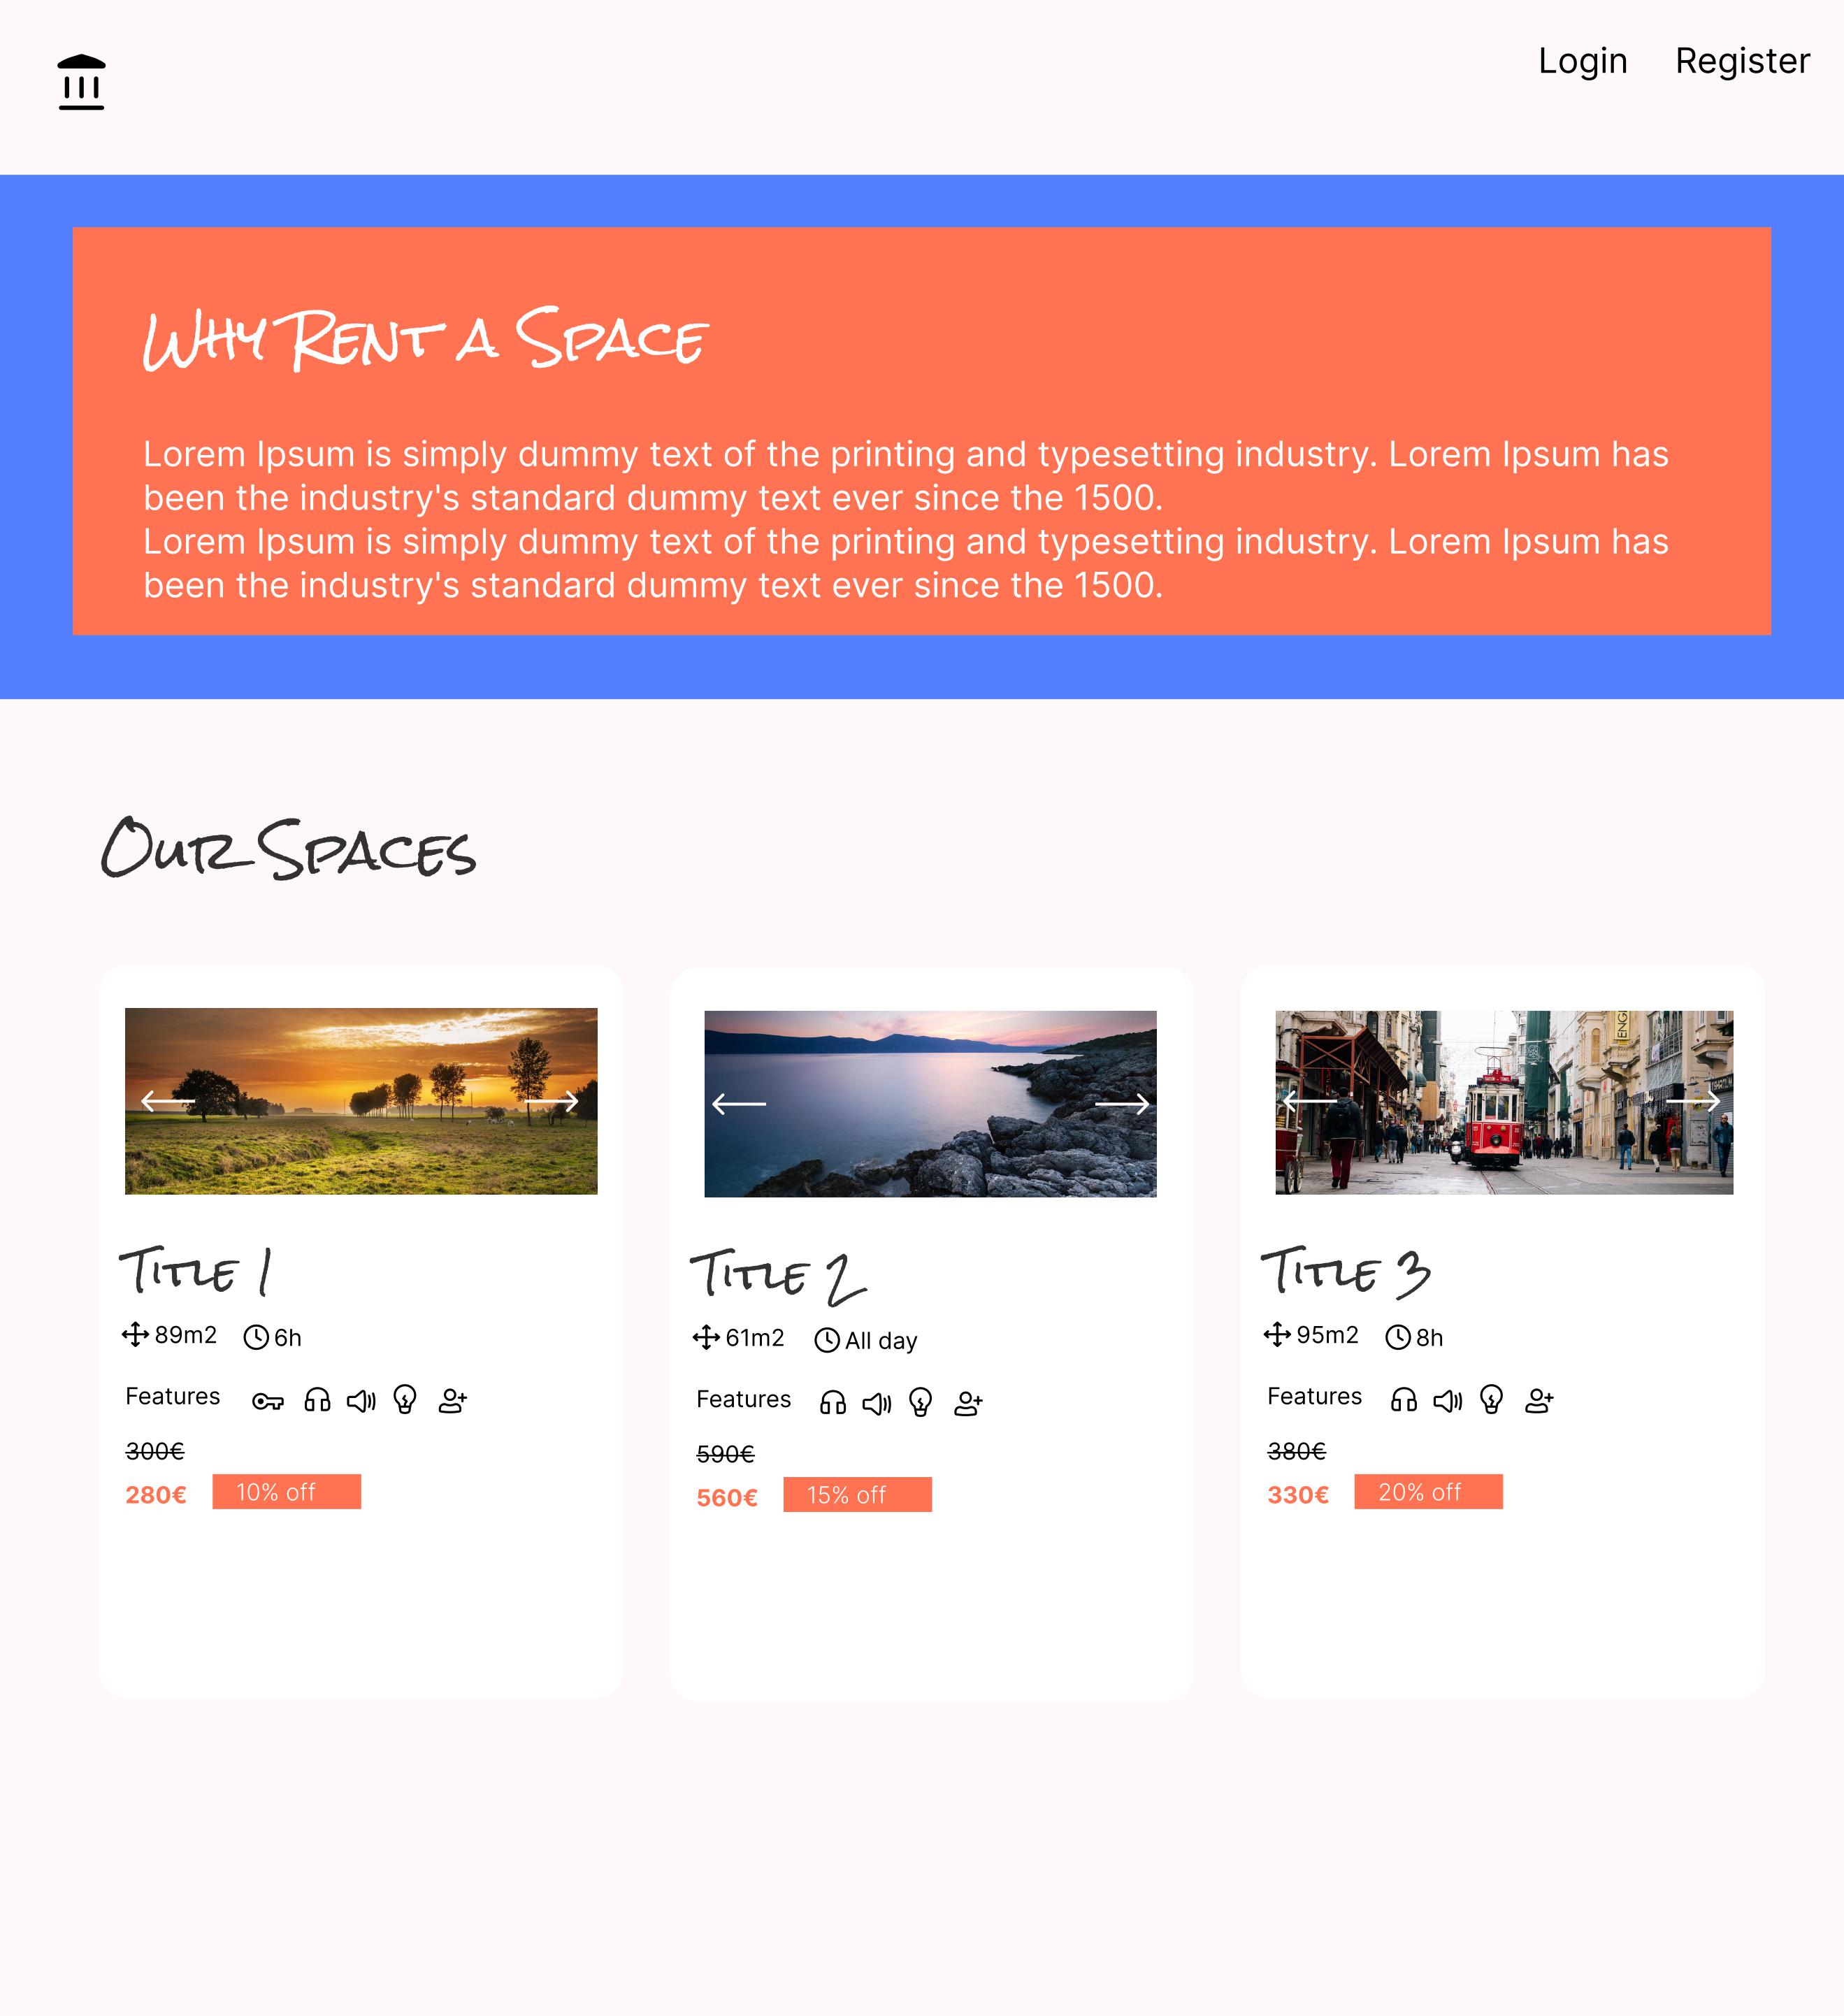 Login Register
Why Rent a Space
Lorem Ipsum is simply dummy text of the printing and typesetting industry. Lorem Ipsum has
been the industry's standard dummy text ever since the 1500.
Lorem Ipsum is simply dummy text of the printing and typesetting industry. Lorem Ipsum has
been the industry's standard dummy text ever since the 1500.
Our Spaces
Title 1
89m2 6h
Features
300€
280€ 10% off
Title 2
61m2 All day
Features
590€
560€ 15% off
Title 3
95m2 8h
Features
380€
330€ 20% off